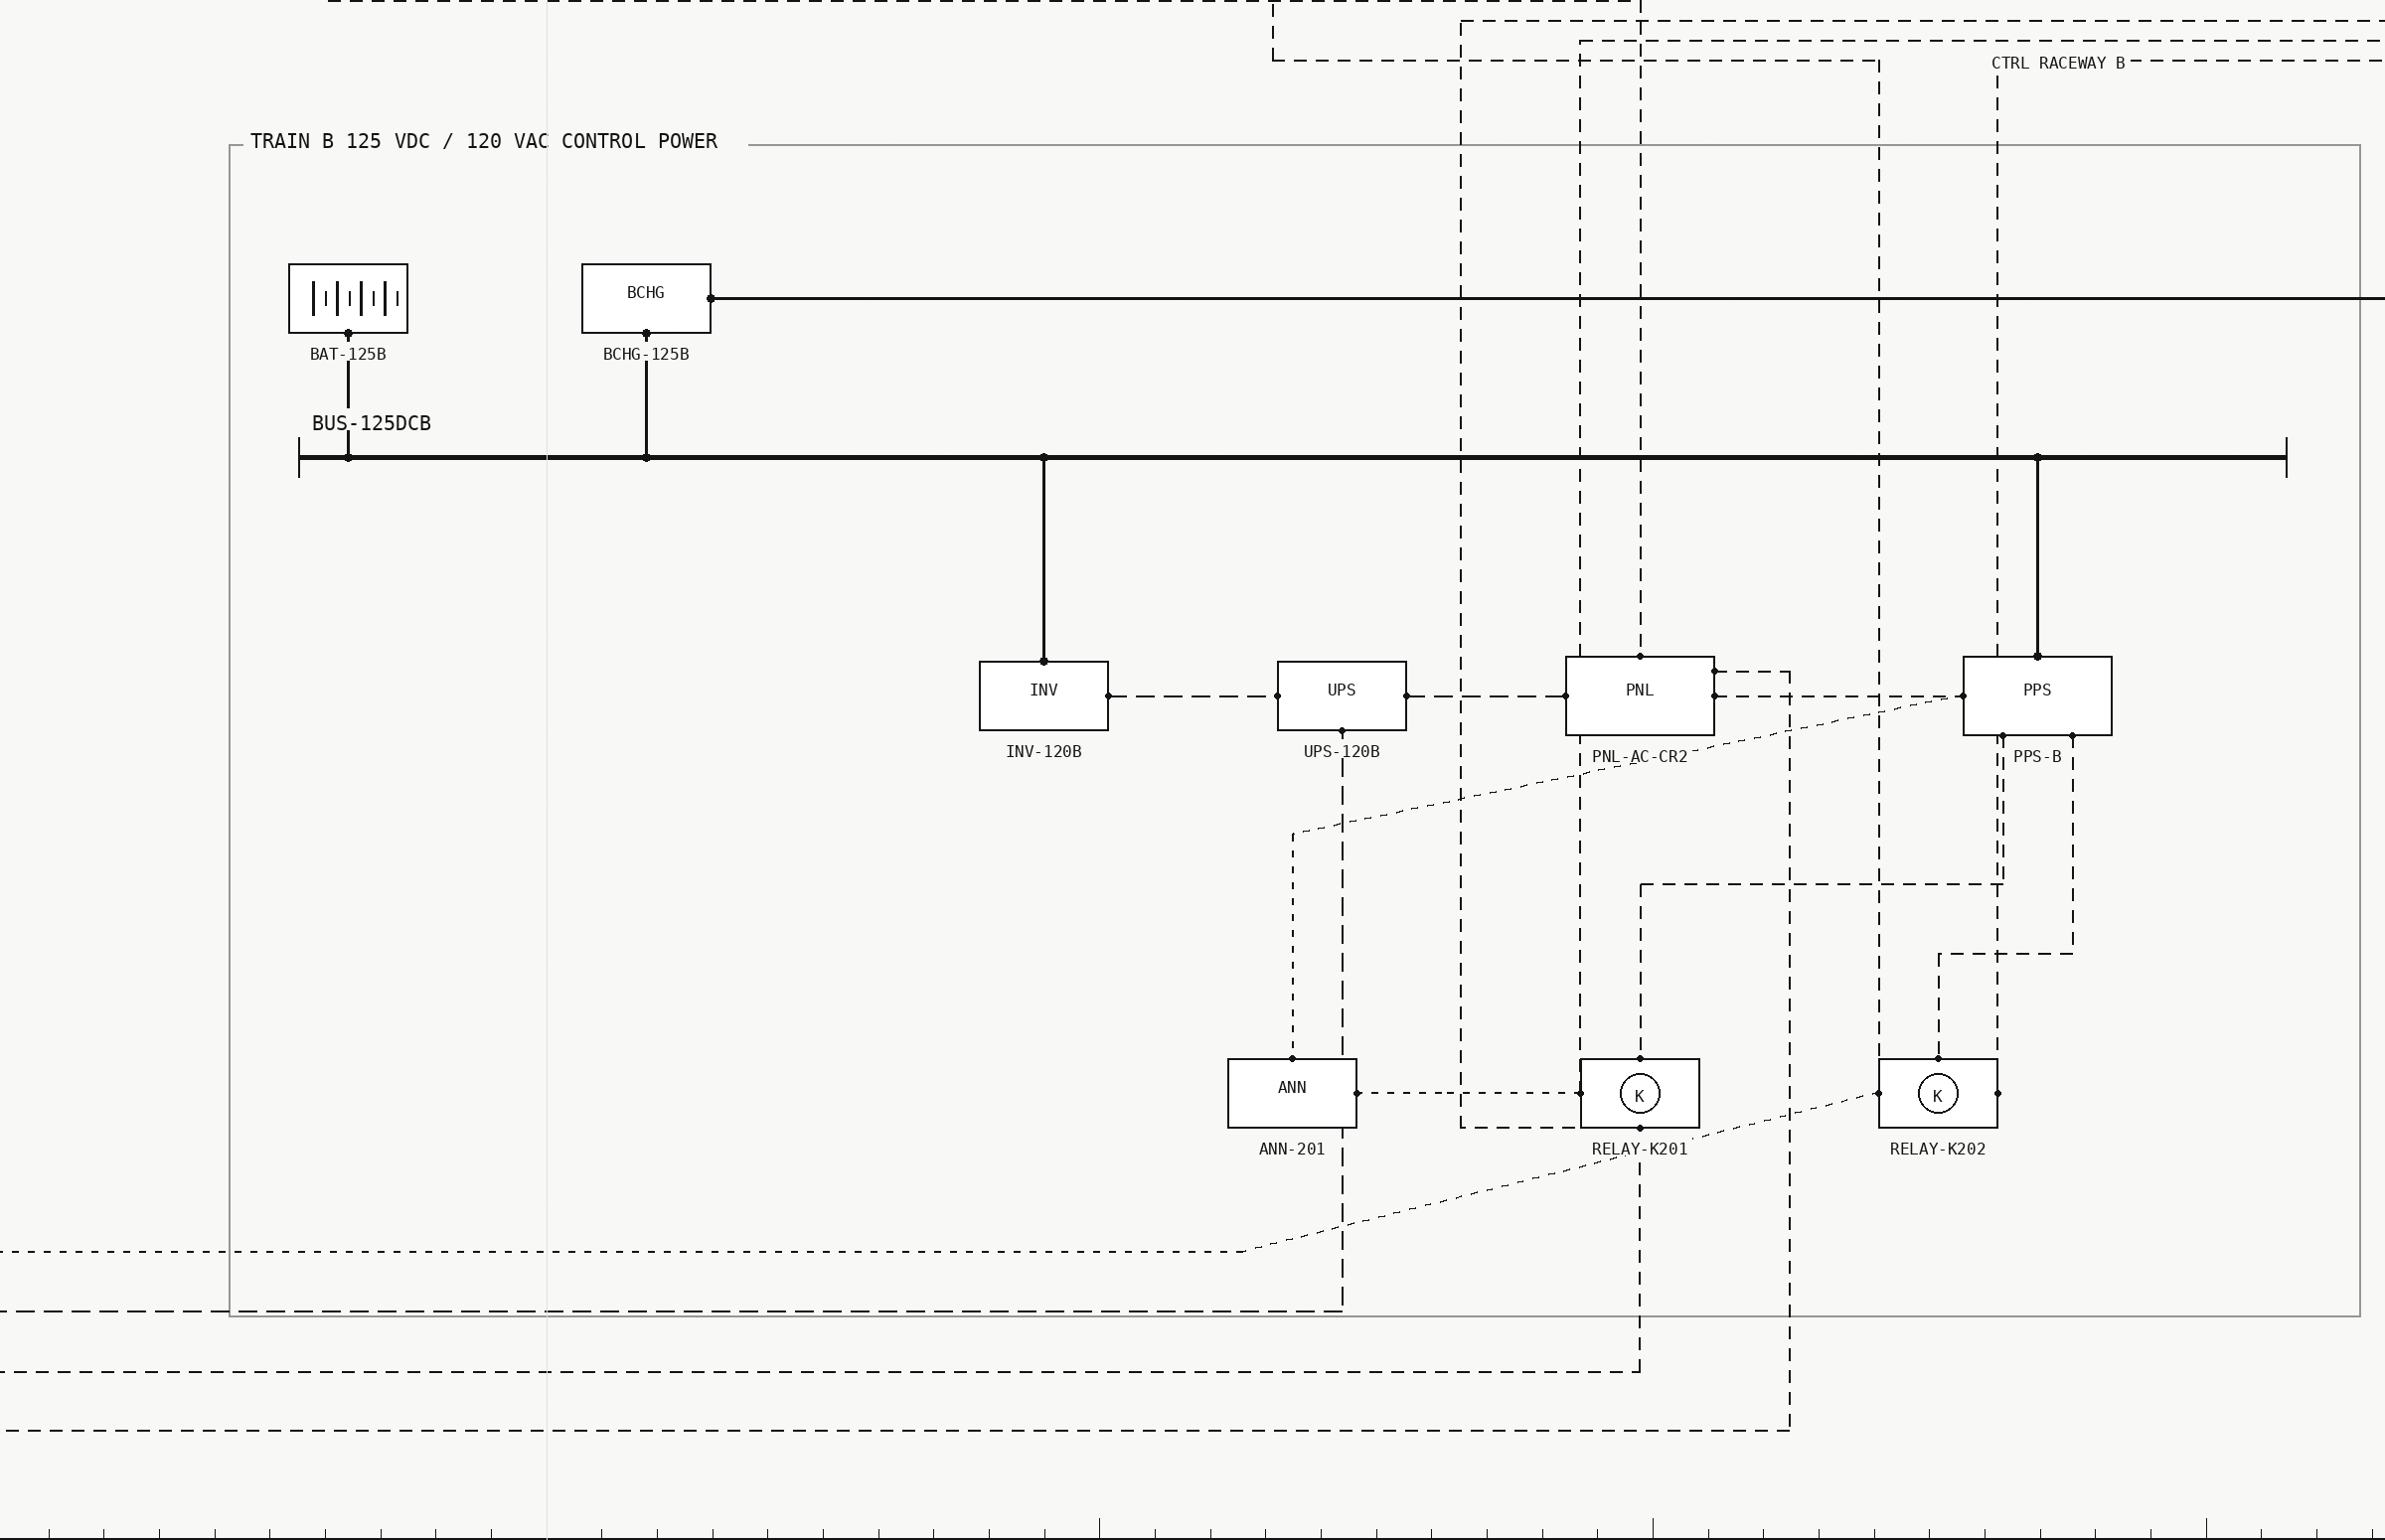 CTRL RACEWAY B
TRAIN B 125 VDC / 120 VAC CONTROL POWER
BCHG
BAT-125B
BCHG-125B
BUS-125DCB
INV
UPS
PNL
PPS
INV-120B
UPS-120B
PNL-AC-CR2
PPS-B
ANN
K
K
ANN-201
RELAY-K201
RELAY-K202